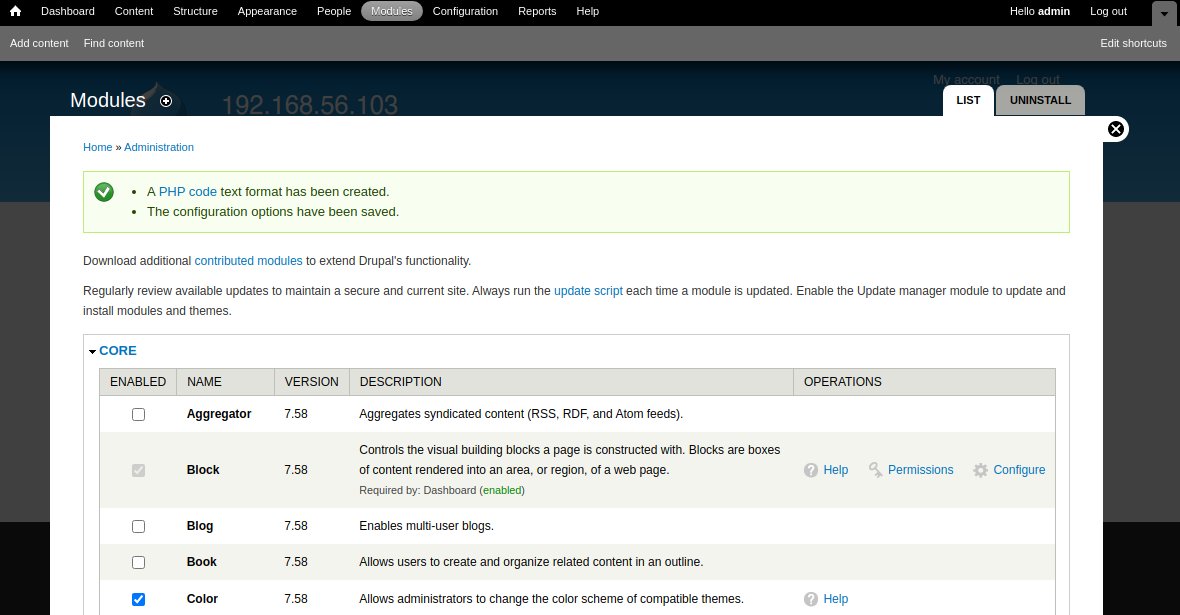 Dashboard Content Structure Appearance People Modules Configuration Reports Help Hello admin Log out
Add content Find content Edit shortcuts
My account Log out
Modules 192.168.56.103 LIST UNINSTALL
Home » Administration
A PHP code text format has been created.
The configuration options have been saved.
Download additional contributed modules to extend Drupal's functionality.
Regularly review available updates to maintain a secure and current site. Always run the update script each time a module is updated. Enable the Update manager module to update and
install modules and themes.
CORE
ENABLED NAME VERSION DESCRIPTION OPERATIONS
Aggregator 7.58 Aggregates syndicated content (RSS, RDF, and Atom feeds).
Controls the visual building blocks a page is constructed with. Blocks are boxes
Block 7.58 of content rendered into an area, or region, of a web page. Help Permissions Configure
Required by: Dashboard (enabled)
Blog 7.58 Enables multi-user blogs.
Book 7.58 Allows users to create and organize related content in an outline.
Color 7.58 Allows administrators to change the color scheme of compatible themes. Help